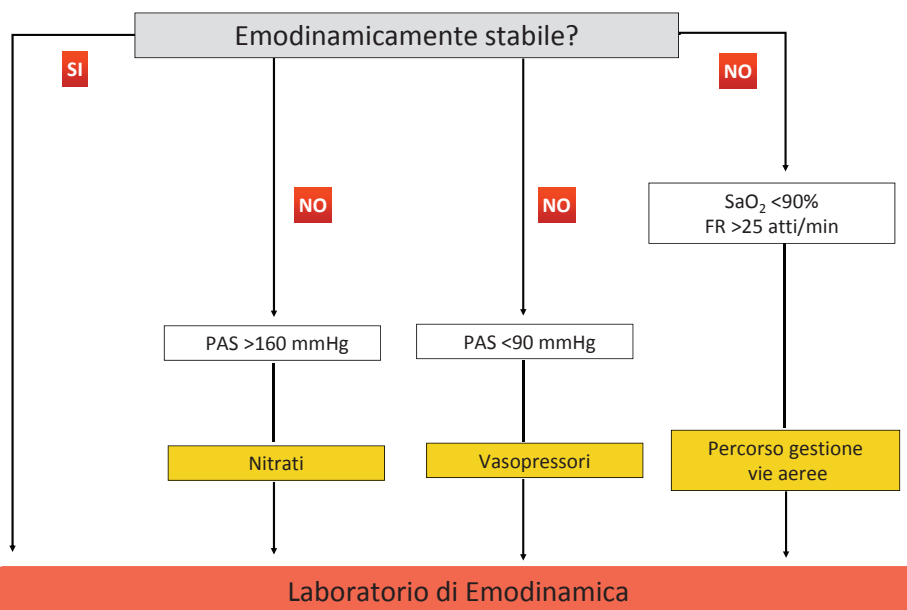 Emodinamicamente stabile?
SI
NO
NO
NO
SaO₂ <90%
FR >25 atti/min
PAS >160 mmHg
PAS <90 mmHg
Nitrati
Vasopressori
Percorso gestione
vie aeree
Laboratorio di Emodinamica